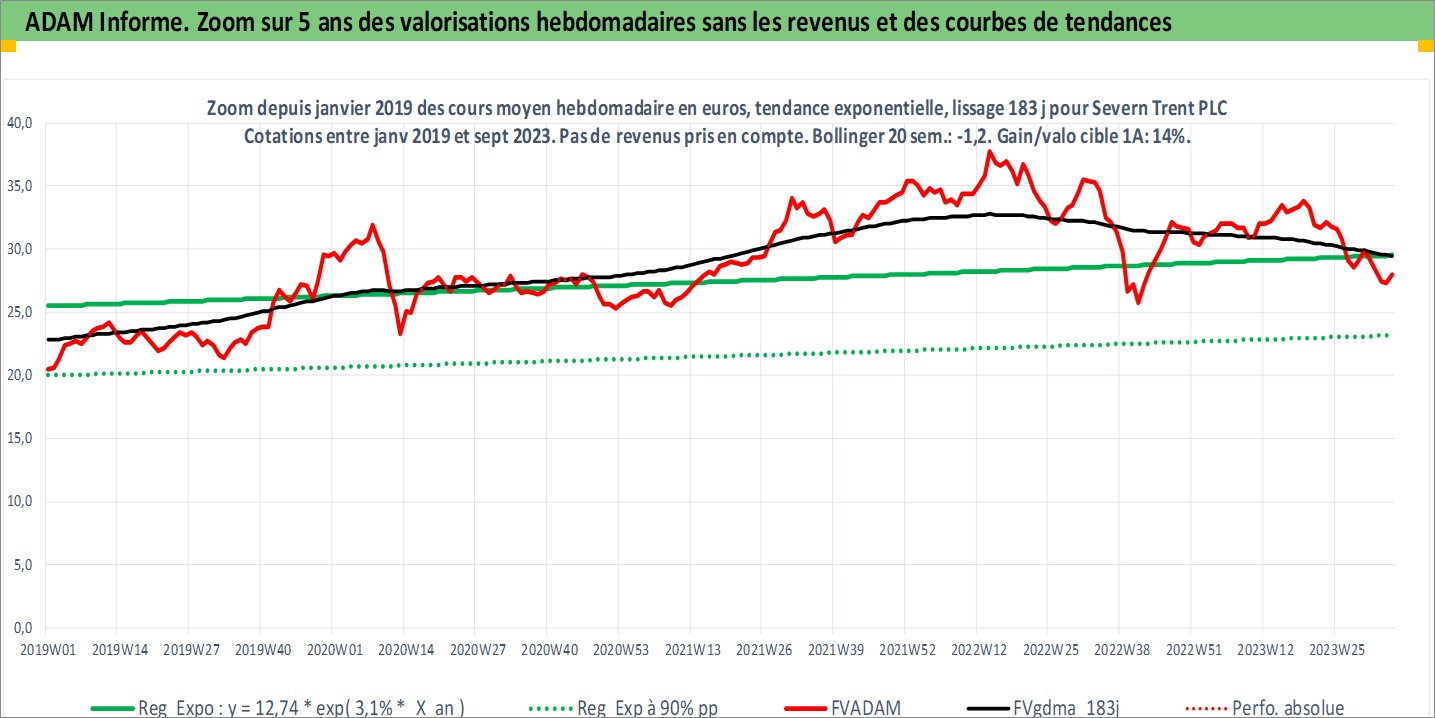 ADAM Informe. Zoom sur 5 ans des valorisations hebdomadaires sans les revenus et des courbes de tendances
Zoom depuis janvier 2019 des cours moyen hebdomadaire en euros, tendance exponentielle, lissage 183 j pour Severn Trent PLC
Cotations entre janv 2019 et sept 2023. Pas de revenus pris en compte. Bollinger 20 sem.: -1,2. Gain/valo cible 1A: 14%.
40,0
35,0
30,0
25,0
20,0
15,0
10,0
5,0
0,0
2019W01 2019W14 2019W27 2019W40 2020W01 2020W14 2020W27 2020W40 2020W53 2021W13 2021W26 2021W39 2021W52 2022W12 2022W25 2022W38 2022W51 2023W12 2023W25
Reg Expo : y = 12,74 * exp( 3,1% * X an ) Reg Exp à 90% pp FVADAM FVgdma 183j Perfo. absolue